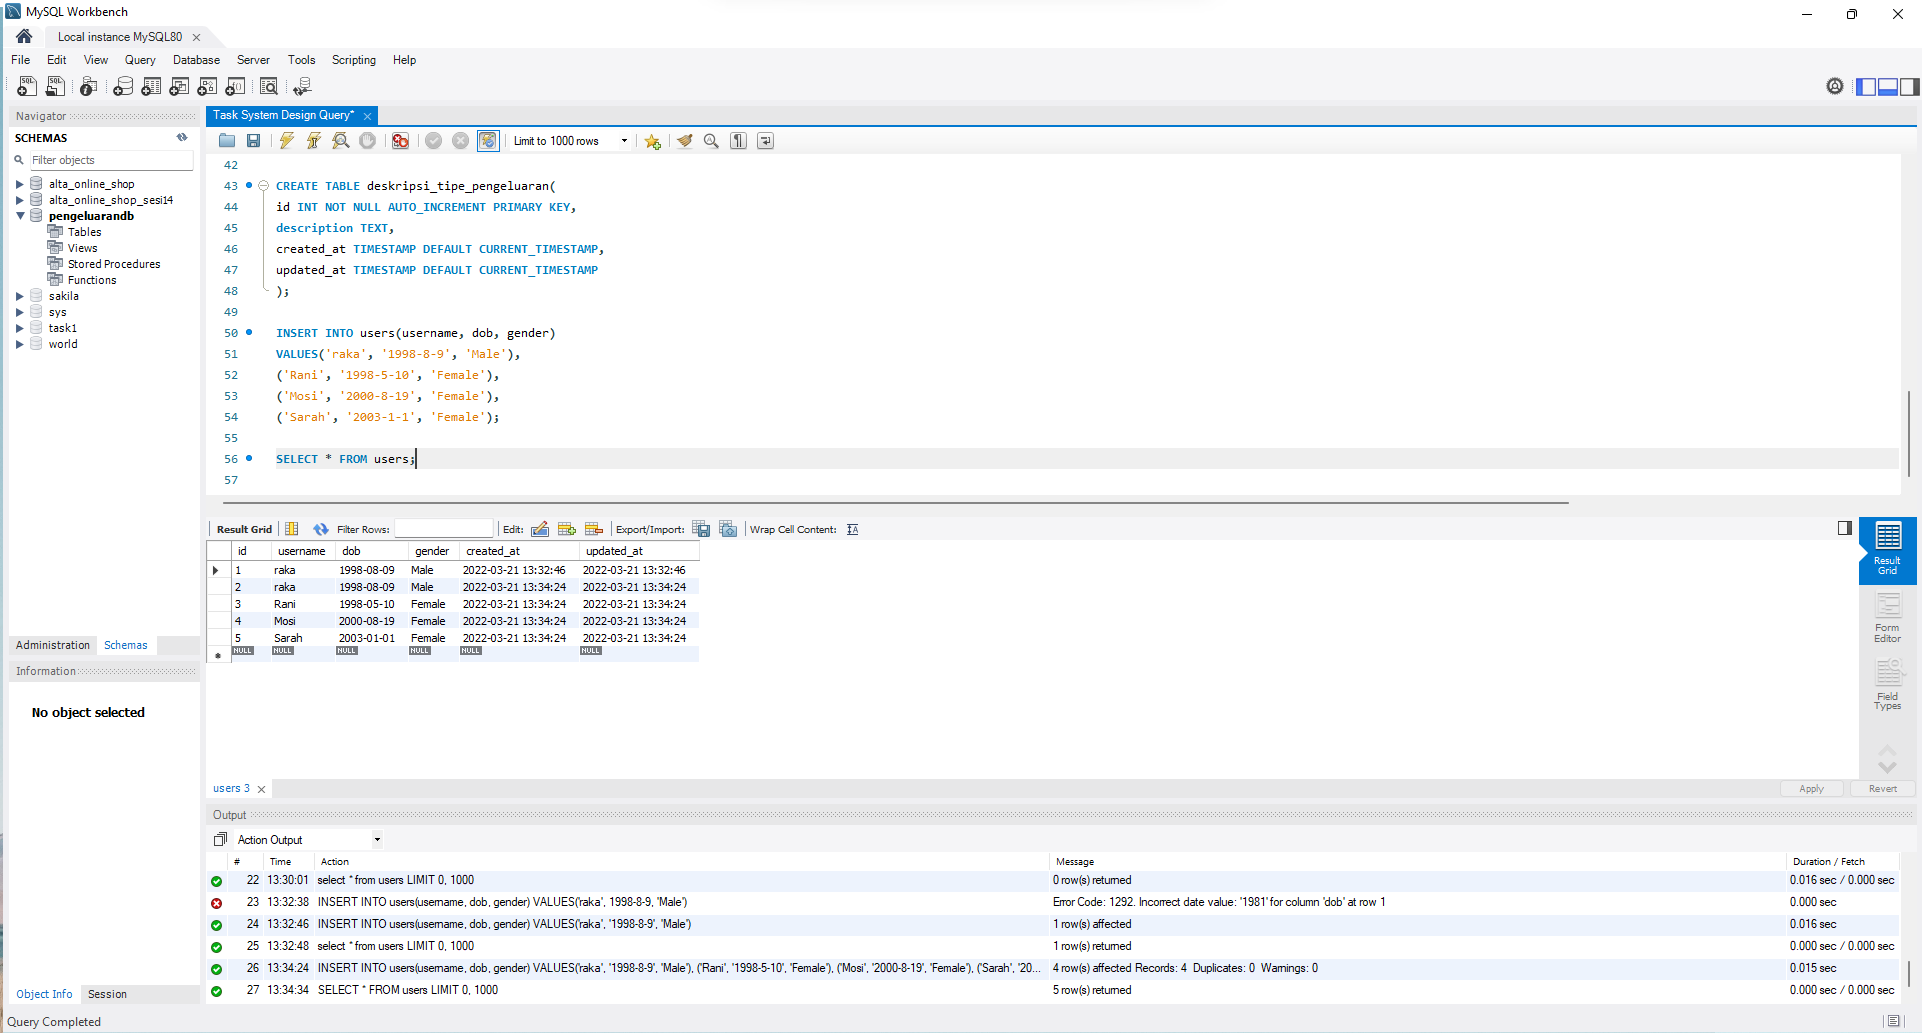 MySQL Workbench
Local instance MySQL80
File Edit View Query Database Server Tools Scripting Help
Navigator
SCHEMAS
Filter objects
alta_online_shop
alta_online_shop_sesi14
pengeluarandb
Tables
Views
Stored Procedures
Functions
sakila
sys
task1
world
Administration Schemas
Information
No object selected
Object Info Session
Task System Design Query*
Limit to 1000 rows
42
43 CREATE TABLE deskripsi_tipe_pengeluaran(
44 id INT NOT NULL AUTO_INCREMENT PRIMARY KEY,
45 description TEXT,
46 created_at TIMESTAMP DEFAULT CURRENT_TIMESTAMP,
47 updated_at TIMESTAMP DEFAULT CURRENT_TIMESTAMP
48 );
49
50 INSERT INTO users(username, dob, gender)
51 VALUES('raka', '1998-8-9', 'Male'),
52 ('Rani', '1998-5-10', 'Female'),
53 ('Mosi', '2000-8-19', 'Female'),
54 ('Sarah', '2003-1-1', 'Female');
55
56 SELECT * FROM users;
57
Result Grid Filter Rows: Edit: Export/Import: Wrap Cell Content:
id username dob gender created_at updated_at
1 raka 1998-08-09 Male 2022-03-21 13:32:46 2022-03-21 13:32:46
2 raka 1998-08-09 Male 2022-03-21 13:34:24 2022-03-21 13:34:24
3 Rani 1998-05-10 Female 2022-03-21 13:34:24 2022-03-21 13:34:24
4 Mosi 2000-08-19 Female 2022-03-21 13:34:24 2022-03-21 13:34:24
5 Sarah 2003-01-01 Female 2022-03-21 13:34:24 2022-03-21 13:34:24
NULL NULL NULL NULL NULL NULL
Result
Grid
Form
Editor
Field
Types
users 3
Apply Revert
Output
Action Output
# Time Action Message Duration / Fetch
22 13:30:01 select * from users LIMIT 0, 1000 0 row(s) returned 0.016 sec / 0.000 sec
23 13:32:38 INSERT INTO users(username, dob, gender) VALUES('raka', 1998-8-9, 'Male') Error Code: 1292. Incorrect date value: '1981' for column 'dob' at row 1 0.000 sec
24 13:32:46 INSERT INTO users(username, dob, gender) VALUES('raka', '1998-8-9', 'Male') 1 row(s) affected 0.016 sec
25 13:32:48 select * from users LIMIT 0, 1000 1 row(s) returned 0.000 sec / 0.000 sec
26 13:34:24 INSERT INTO users(username, dob, gender) VALUES('raka', '1998-8-9', 'Male'), ('Rani', '1998-5-10', 'Female'), ('Mosi', '2000-8-19', 'Female'), ('Sarah', '20... 4 row(s) affected Records: 4 Duplicates: 0 Warnings: 0 0.015 sec
27 13:34:34 SELECT * FROM users LIMIT 0, 1000 5 row(s) returned 0.000 sec / 0.000 sec
Query Completed